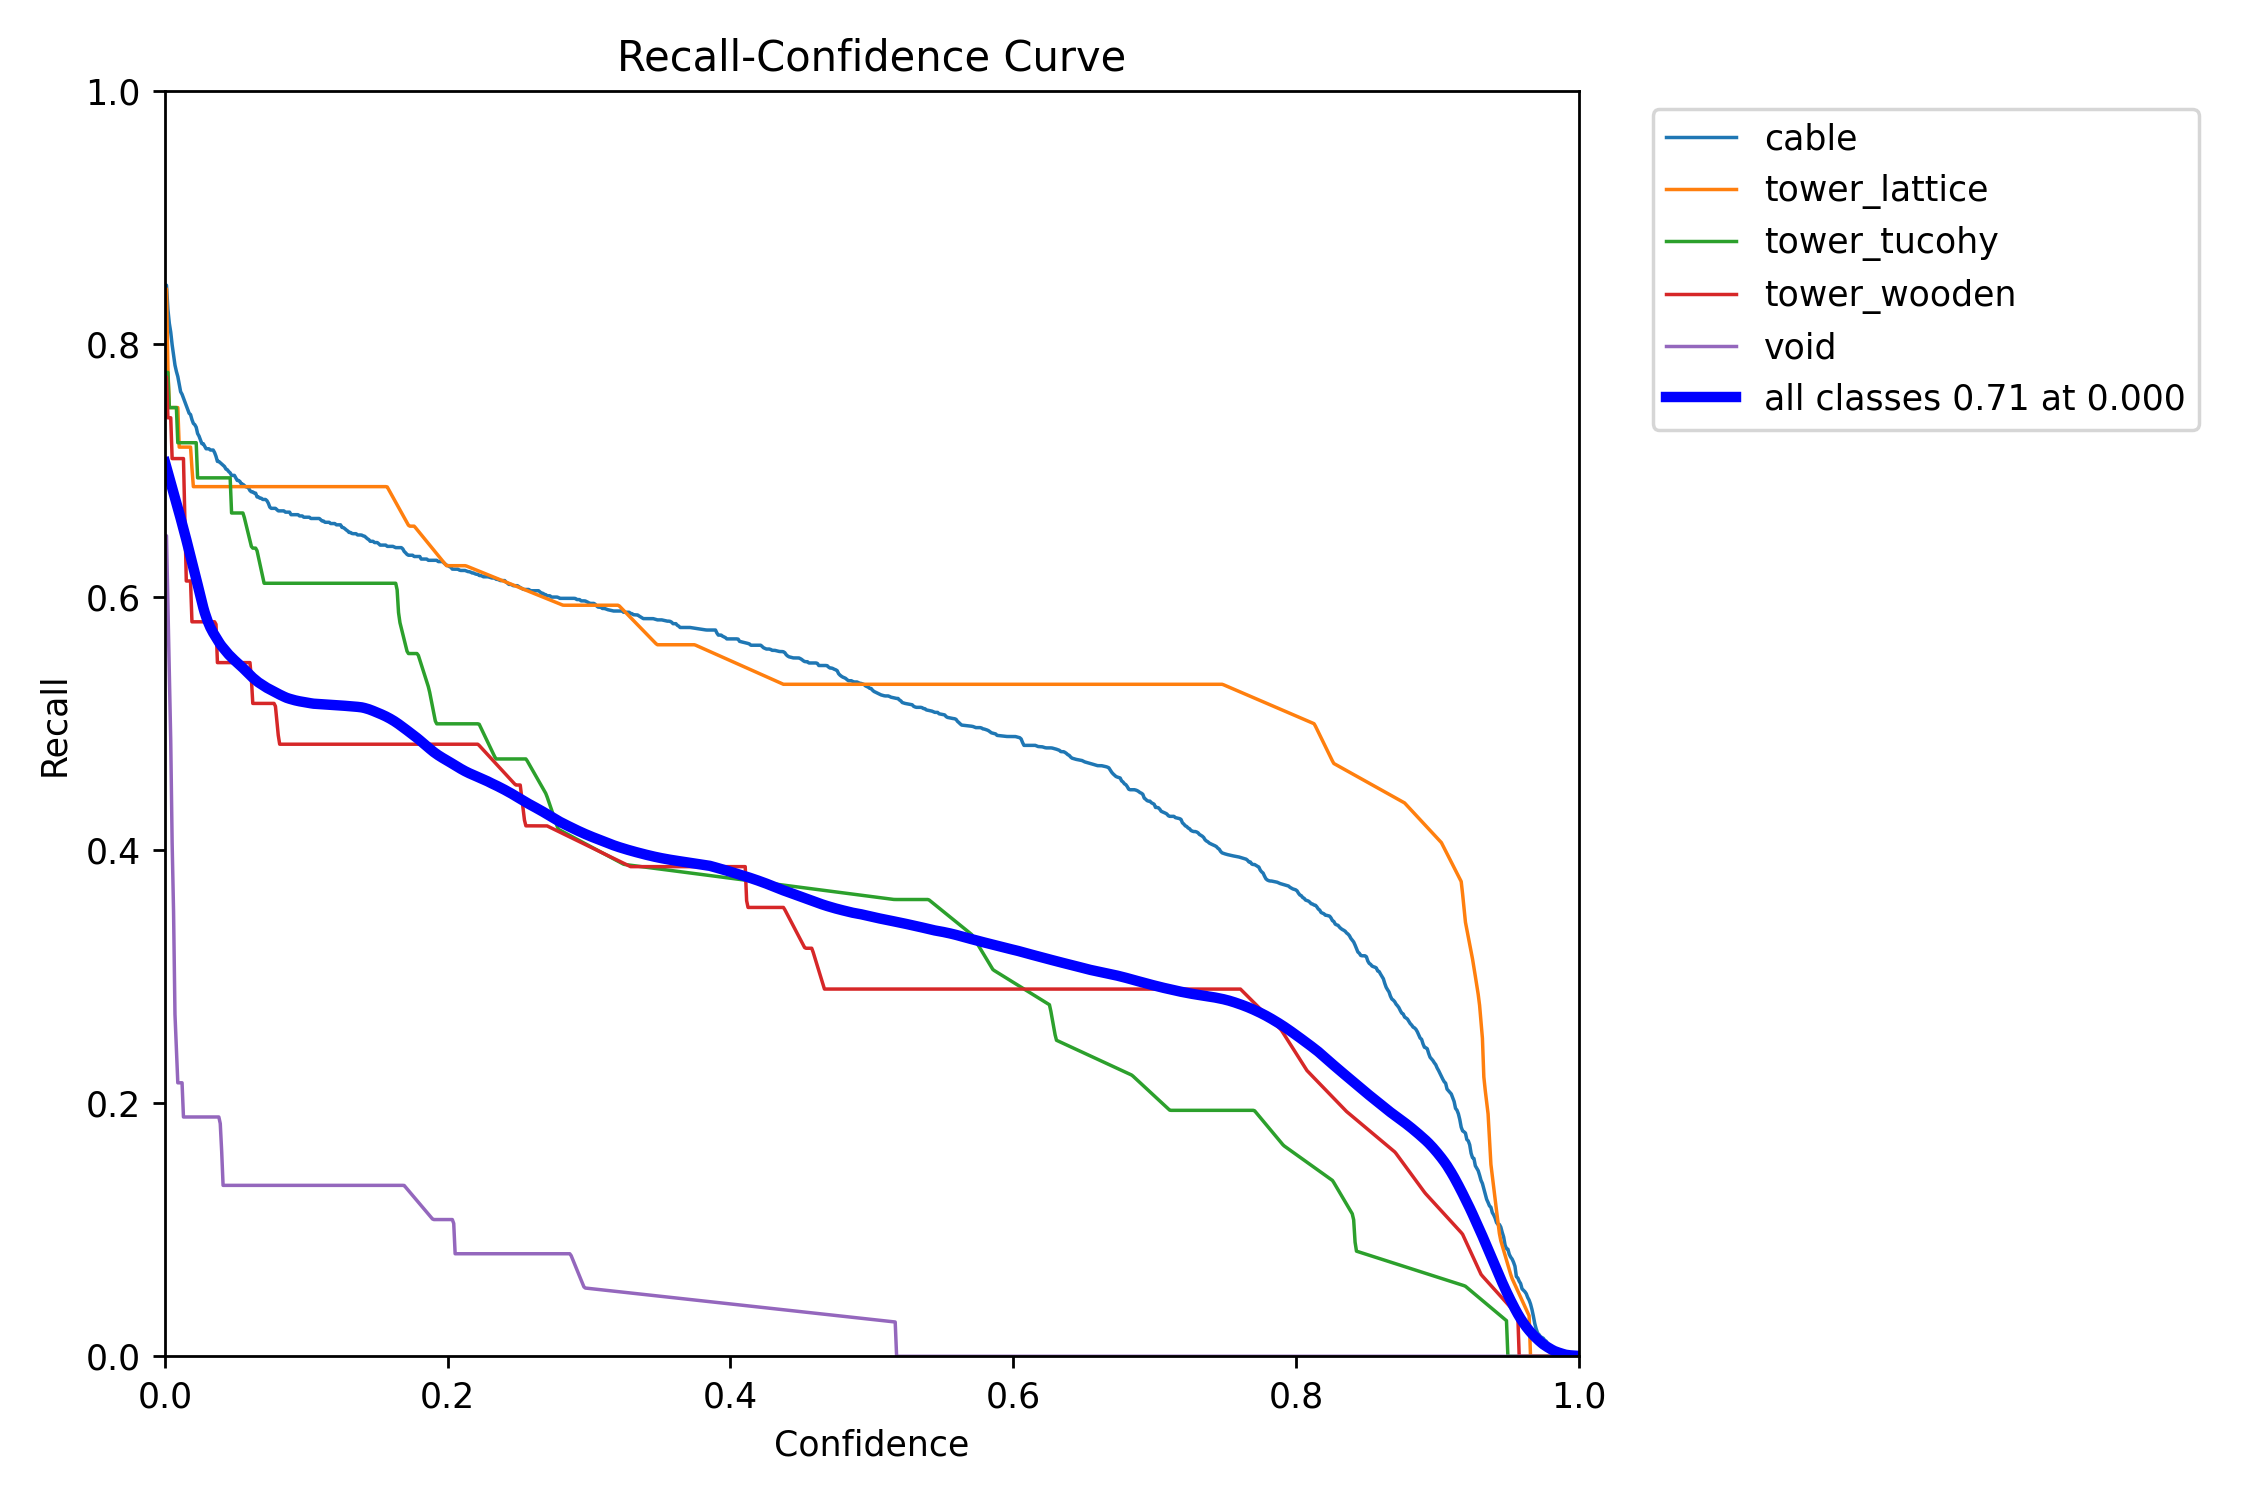 Recall-Confidence Curve
1.0
0.8
0.6
0.4
0.2
0.0
Recall
0.0 0.2 0.4 0.6 0.8 1.0
Confidence
cable
tower_lattice
tower_tucohy
tower_wooden
void
all classes 0.71 at 0.000